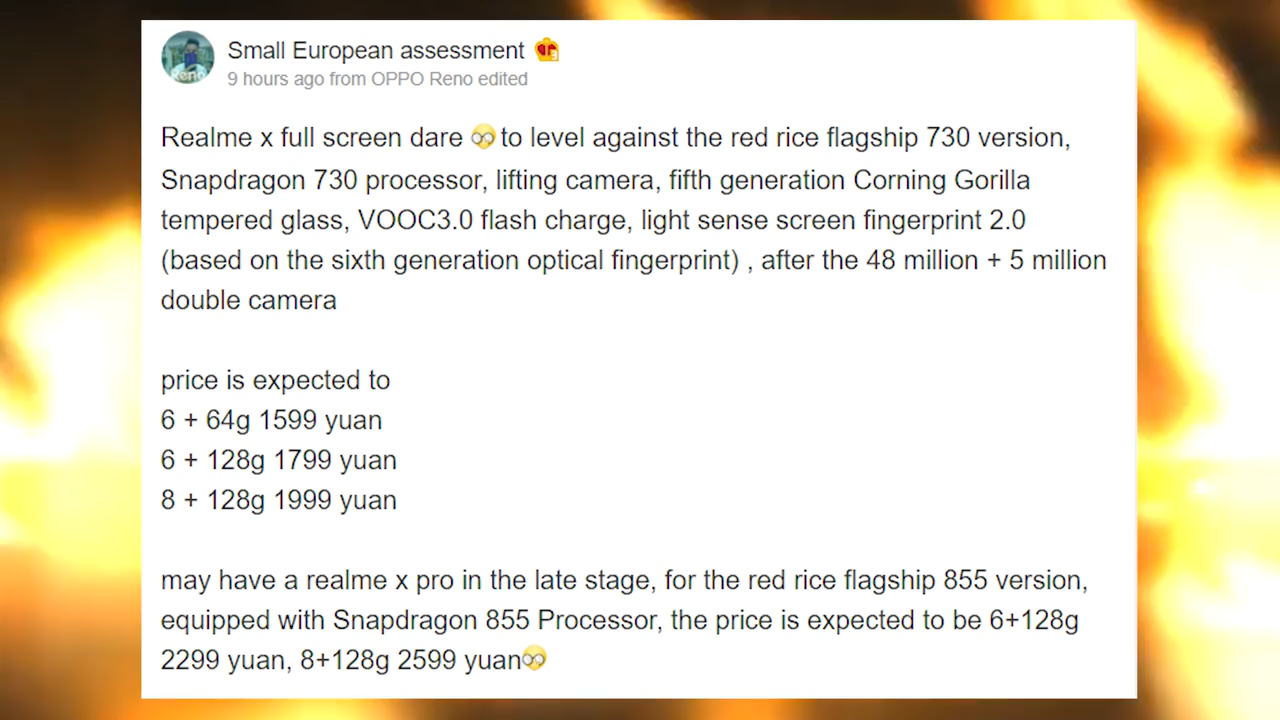 Small European assessment
9 hours ago from OPPO Reno edited
Realme x full screen dare to level against the red rice flagship 730 version,
Snapdragon 730 processor, lifting camera, fifth generation Corning Gorilla
tempered glass, VOOC3.0 flash charge, light sense screen fingerprint 2.0
(based on the sixth generation optical fingerprint) , after the 48 million + 5 million
double camera
price is expected to
6 + 64g 1599 yuan
6 + 128g 1799 yuan
8 + 128g 1999 yuan
may have a realme x pro in the late stage, for the red rice flagship 855 version,
equipped with Snapdragon 855 Processor, the price is expected to be 6+128g
2299 yuan, 8+128g 2599 yuan